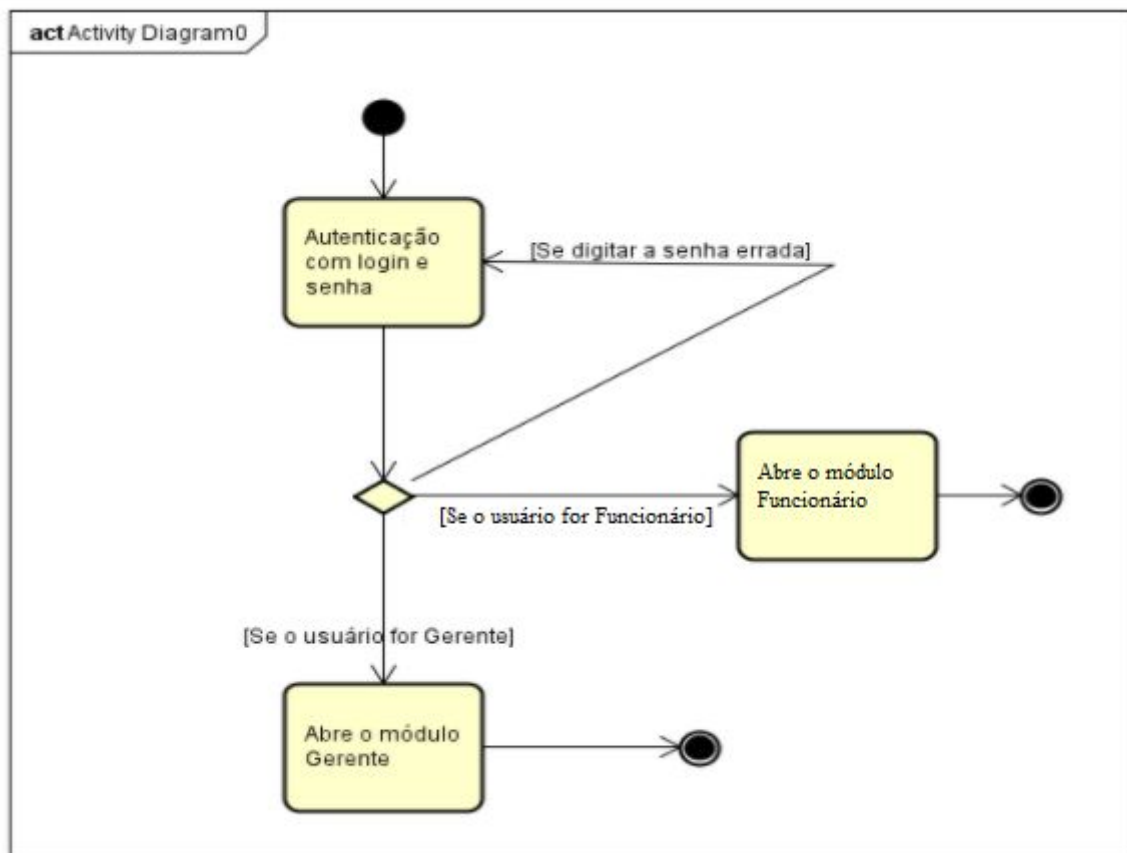 act Activity Diagram0
Autenticação
com login e
senha
[Se digitar a senha errada]
Abre o módulo
Funcionário
[Se o usuário for Funcionário]
[Se o usuário for Gerente]
Abre o módulo
Gerente